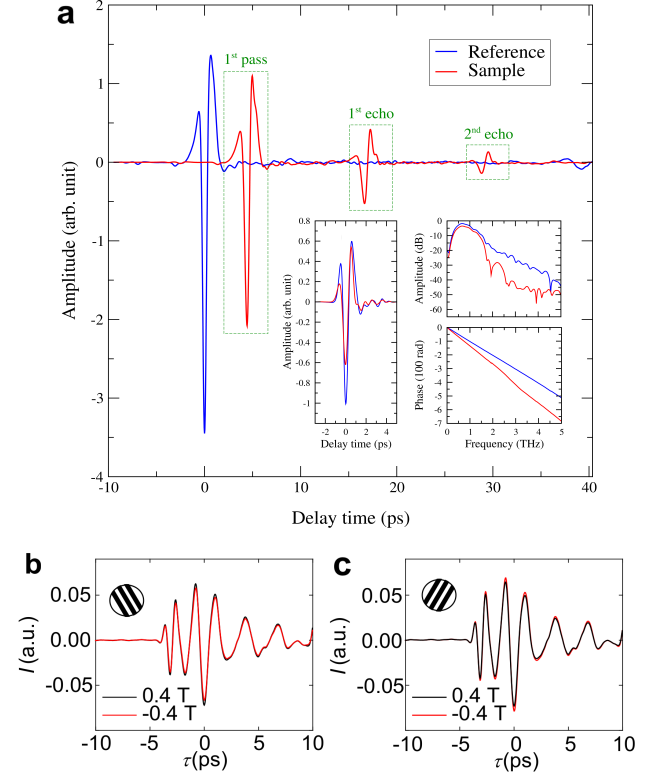 a
2
1
0
-1
-2
-3
-4
Amplitude (arb. unit)
-10
0
10
20
30
40
Delay time (ps)
1st pass
1st echo
2nd echo
Reference
Sample
0.8
0.6
0.4
0.2
0
-0.2
-0.4
-0.6
-0.8
-1
Amplitude (arb. unit)
-2 0 2 4
Delay time (ps)
0
-10
-20
-30
-40
-50
-60
Amplitude (dB)
0
-1
-2
-3
-4
-5
-6
-7
Phase (100 rad)
0 1 2 3 4 5
Frequency (THz)
b
0.05
0.00
-0.05
I (a.u.)
0.4 T
-0.4 T
-10 -5 0 5 10
τ(ps)
c
0.05
0.00
-0.05
I (a.u.)
0.4 T
-0.4 T
-10 -5 0 5 10
τ(ps)